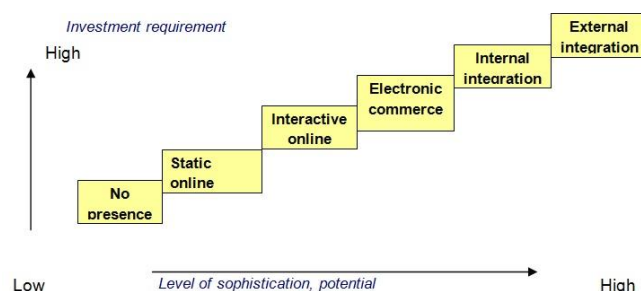 Investment requirement
High
External
integration
Internal
integration
Electronic
commerce
Interactive
online
Static
online
No
presence
Low
Level of sophistication, potential
High